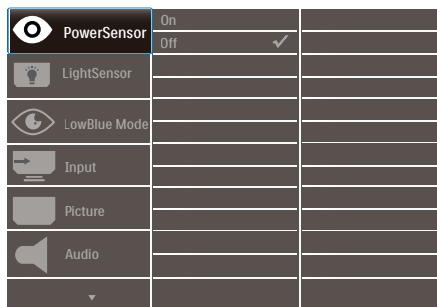 PowerSensor
On
Off
LightSensor
LowBlue Mode
Input
Picture
Audio